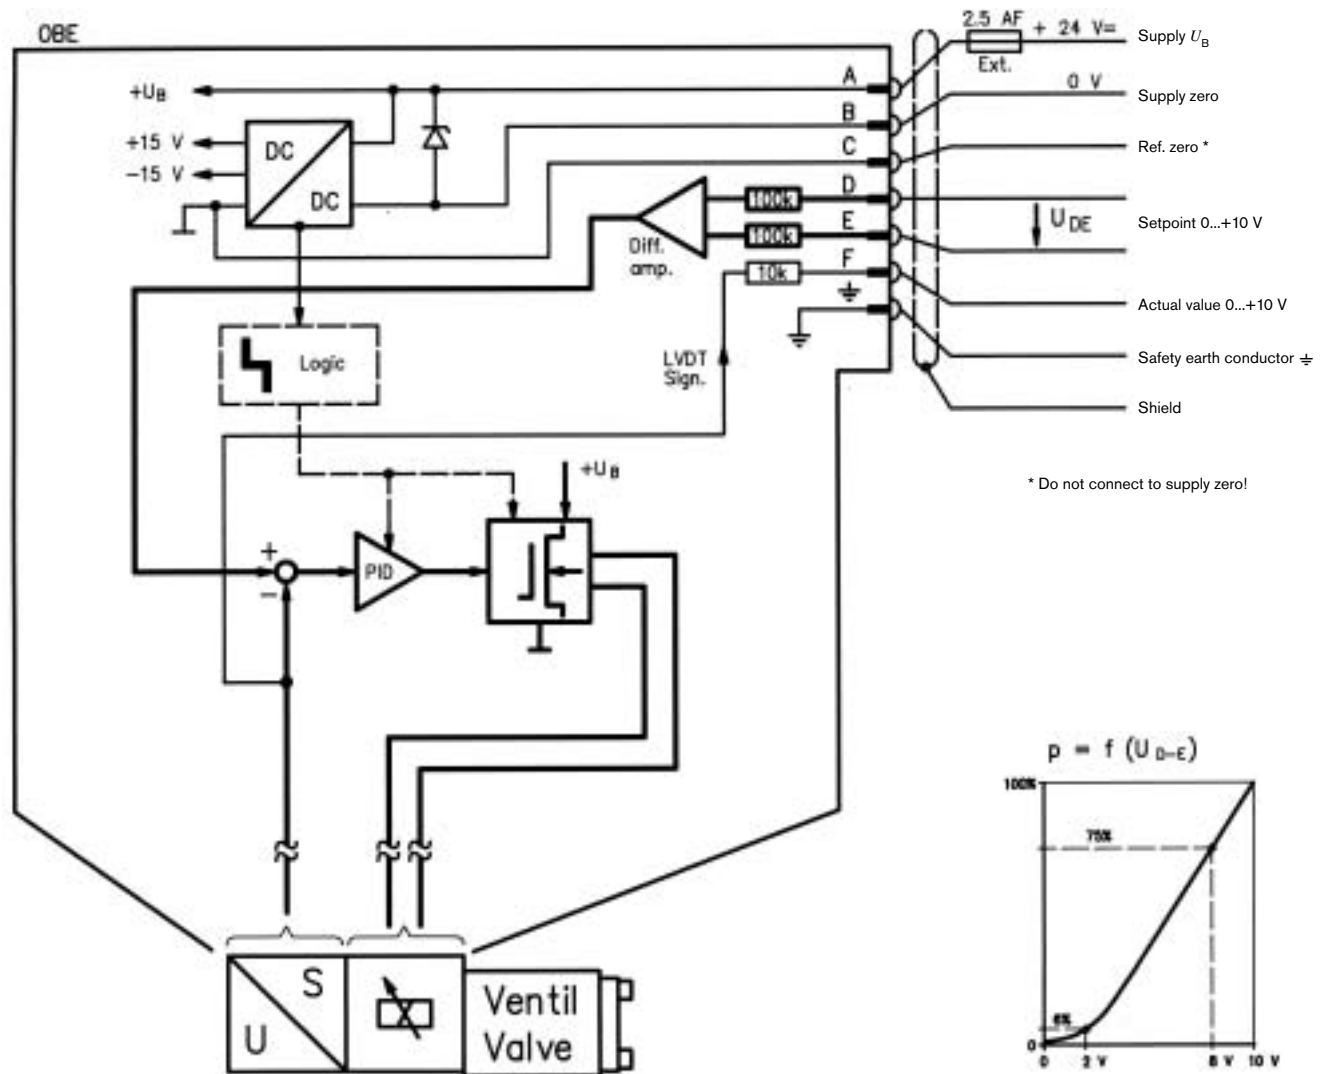 OBE
2.5 AF
+ 24 V=
Ext.
Supply U_B
0 V
Supply zero
Ref. zero *
U_DE
Setpoint 0...+10 V
Actual value 0...+10 V
Safety earth conductor ⏚
Shield
* Do not connect to supply zero!
A
B
C
D
E
F
+U_B
+15 V
−15 V
DC
DC
100k
100k
10k
Diff.
amp.
LVDT
Sign.
Logic
+U_B
+
−
PID
S
U
Ventil
Valve
p = f (U_D-E)
100%
75%
6%
0
0
2 V
8 V
10 V